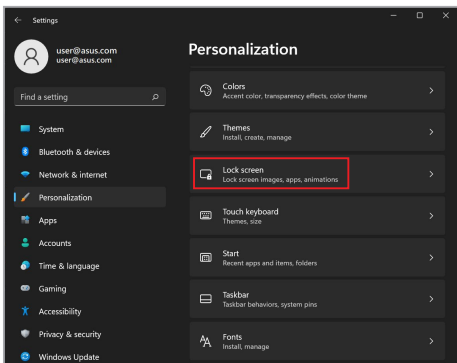 Settings
user@asus.com
user@asus.com
Find a setting
System
Bluetooth & devices
Network & internet
Personalization
Apps
Accounts
Time & language
Gaming
Accessibility
Privacy & security
Windows Update
Personalization
Colors
Accent color, transparency effects, color theme
Themes
Install, create, manage
Lock screen
Lock screen images, apps, animations
Touch keyboard
Themes, size
Start
Recent apps and items, folders
Taskbar
Taskbar behaviors, system pins
Fonts
Install, manage